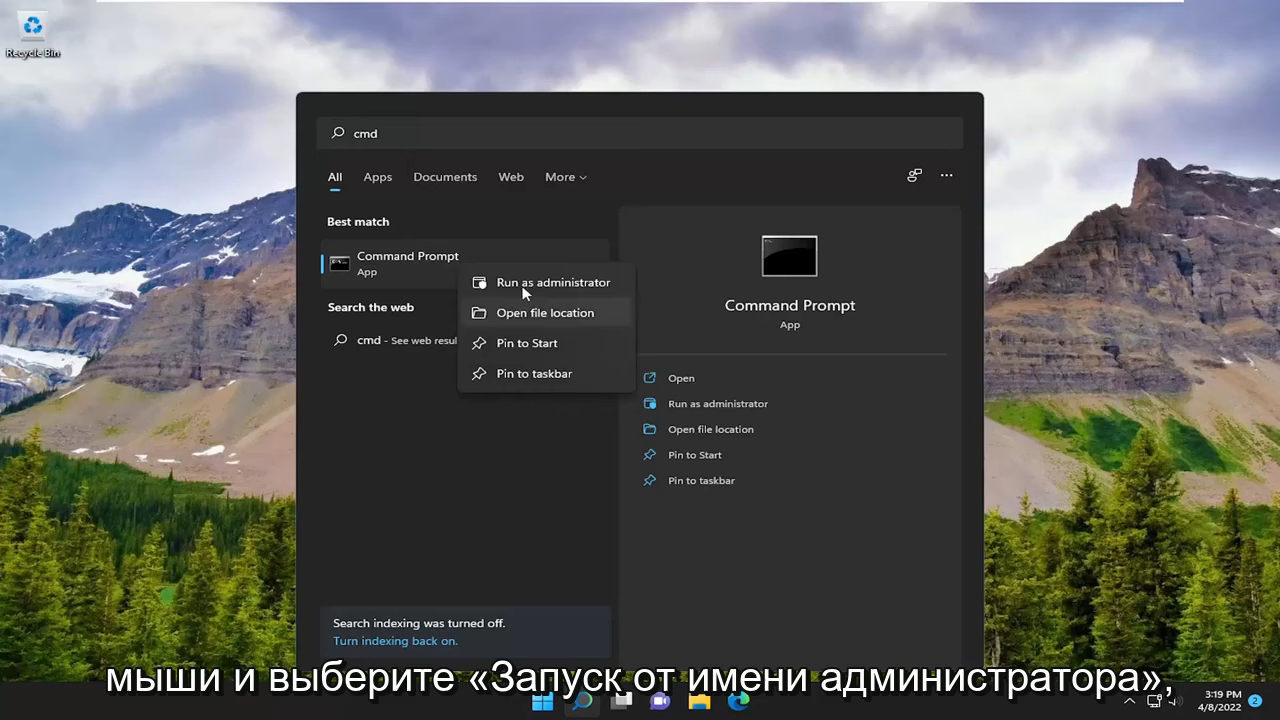 Recycle Bin
cmd
All Apps Documents Web More
Best match
Command Prompt
App
Search the web
cmd - See web resul
Run as administrator
Open file location
Pin to Start
Pin to taskbar
Command Prompt
App
Open
Run as administrator
Open file location
Pin to Start
Pin to taskbar
Search indexing was turned off.
Turn indexing back on.
мыши и выберите «Запуск от имени администратора»,
3:19 PM
4/8/2022
2